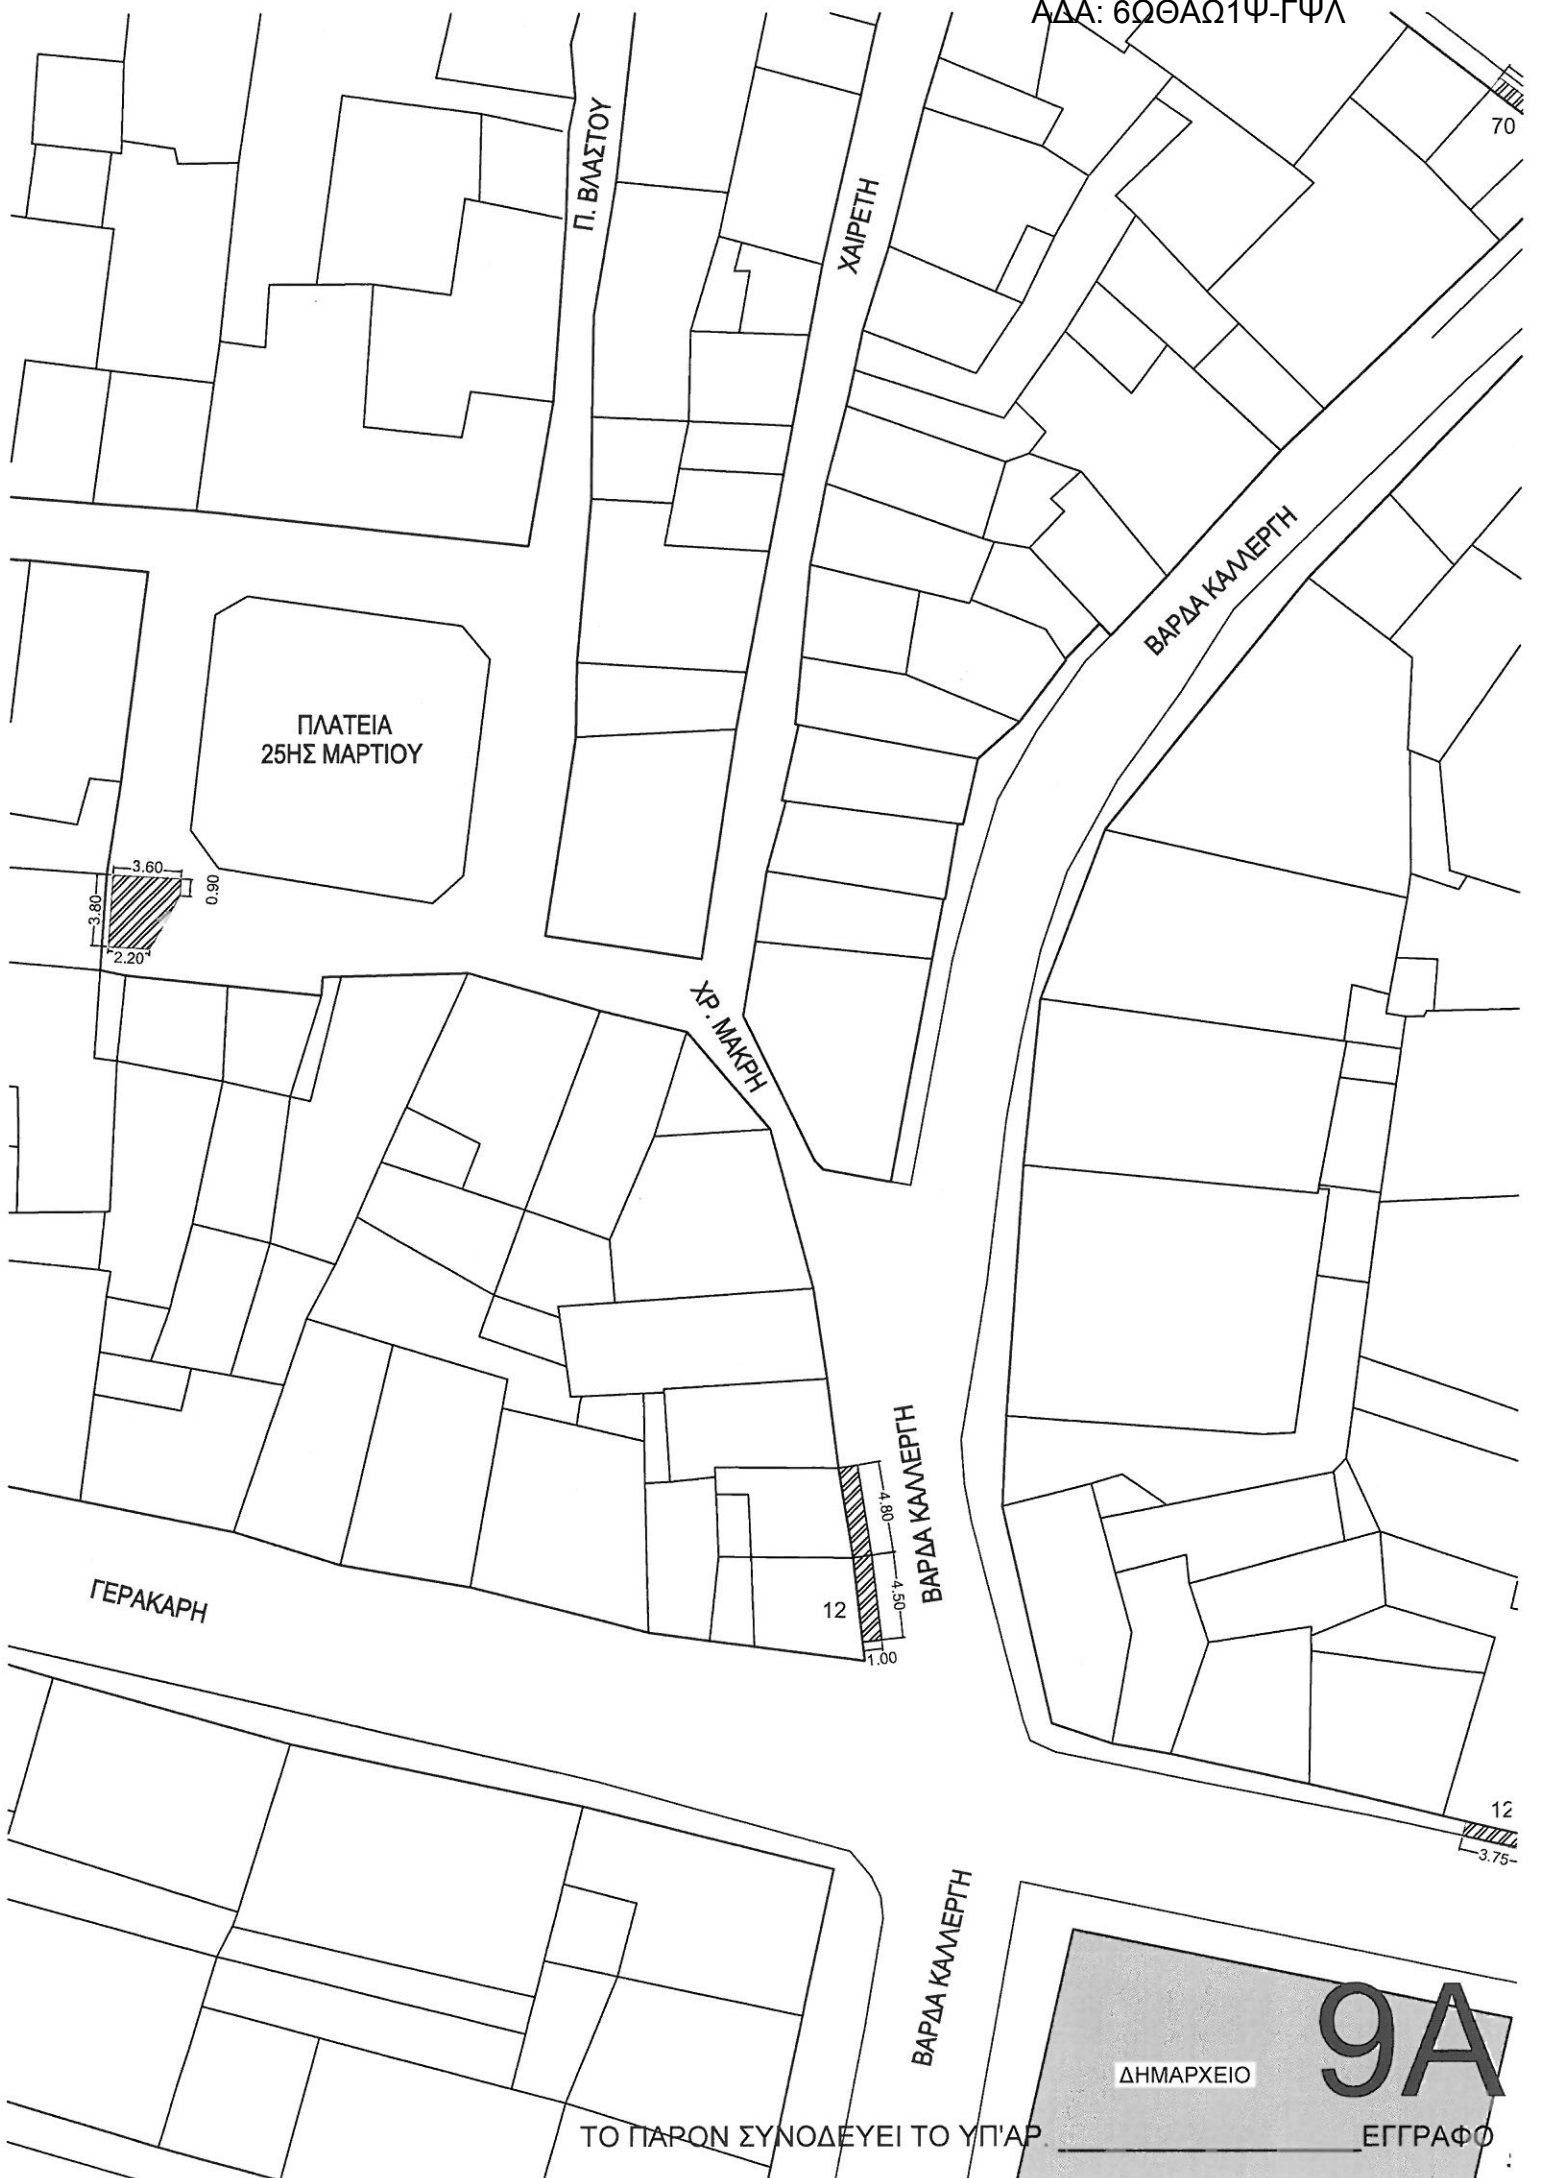 ΑΔΑ: 6ΩΘΑΩ1Ψ-ΓΨΛ
70
Π. ΒΛΑΣΤΟΥ
ΧΑΙΡΕΤΗ
ΒΑΡΔΑ ΚΑΛΛΕΡΓΗ
ΠΛΑΤΕΙΑ
25ΗΣ ΜΑΡΤΙΟΥ
3.60
0.90
3.80
2.20
ΧΡ. ΜΑΚΡΗ
ΒΑΡΔΑ ΚΑΛΛΕΡΓΗ
4.80
4.50
12
1.00
ΓΕΡΑΚΑΡΗ
12
3.75
ΒΑΡΔΑ ΚΑΛΛΕΡΓΗ
9Α
ΔΗΜΑΡΧΕΙΟ
ΤΟ ΠΑΡΟΝ ΣΥΝΟΔΕΥΕΙ ΤΟ ΥΠ'ΑΡ. ΕΓΓΡΑΦΟ